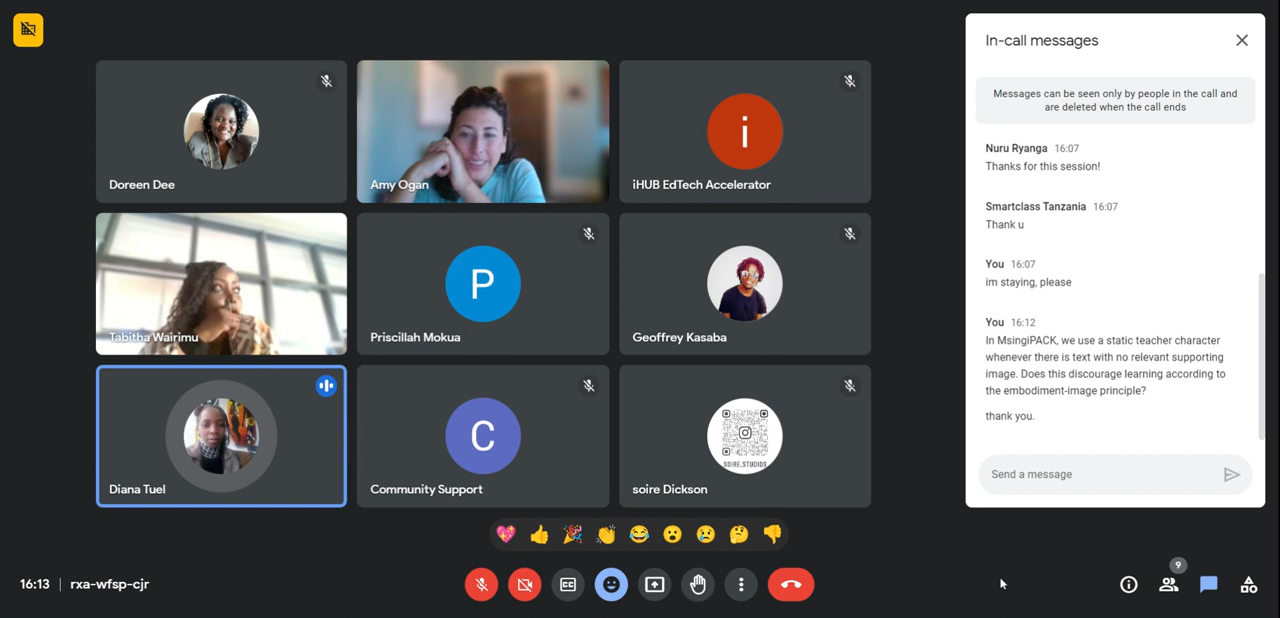 Doreen Dee
Amy Ogan
i
iHUB EdTech Accelerator
Tabitha Wairimu
P
Priscillah Mokua
Geoffrey Kasaba
Diana Tuel
C
Community Support
SOIRE.STUDIOS
soire Dickson
16:13 | rxa-wfsp-cjr
9
In-call messages
Messages can be seen only by people in the call and
are deleted when the call ends
Nuru Ryanga 16:07
Thanks for this session!
Smartclass Tanzania 16:07
Thank u
You 16:07
im staying, please
You 16:12
In MsingiPACK, we use a static teacher character
whenever there is text with no relevant supporting
image. Does this discourage learning according to
the embodiment-image principle?
thank you.
Send a message